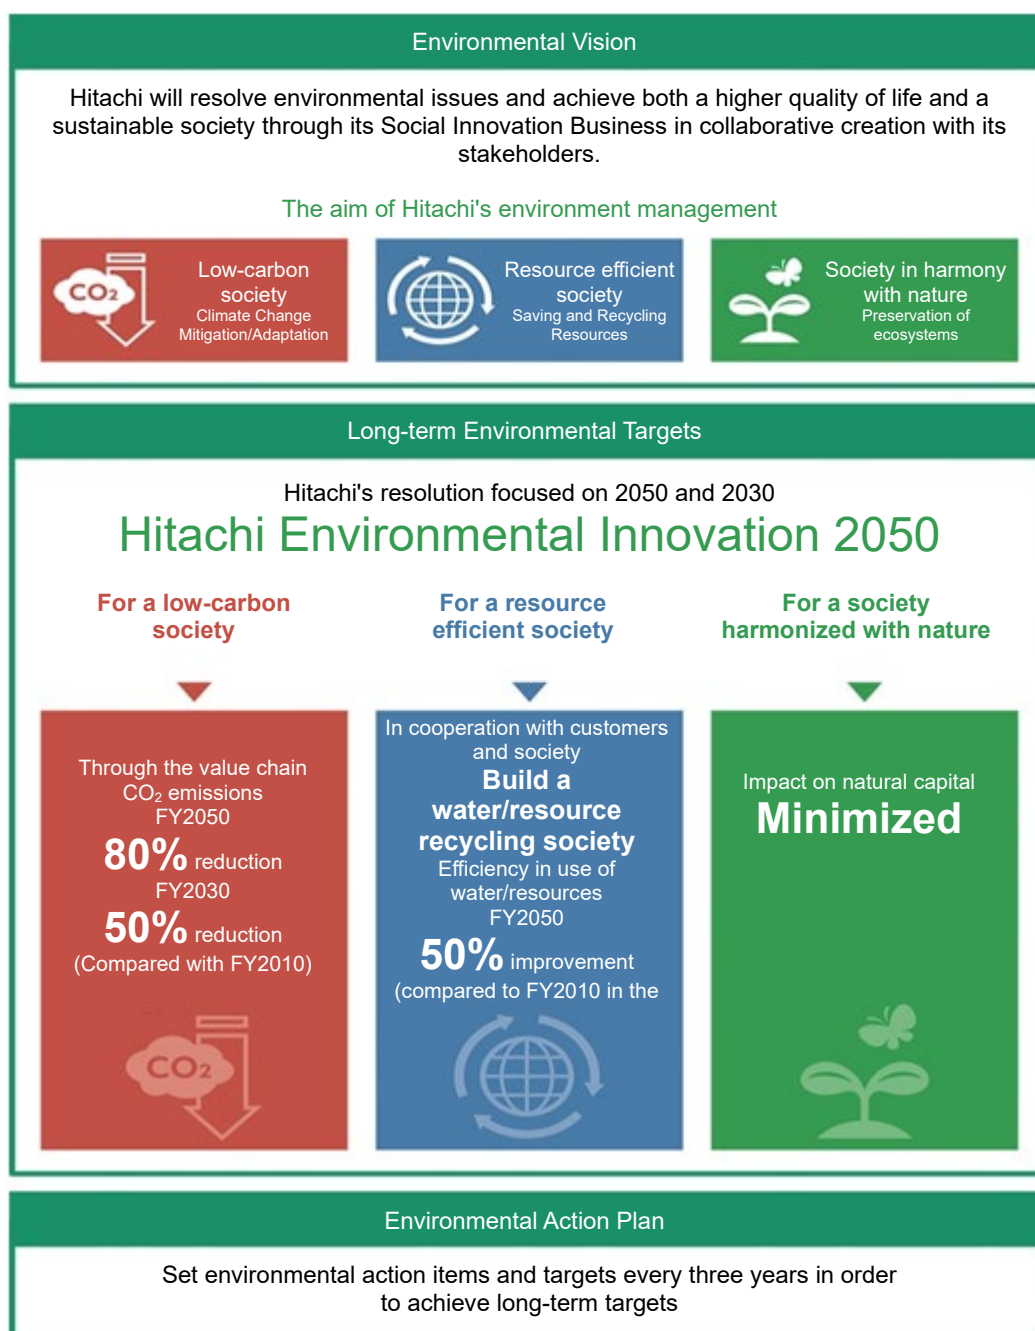 Environmental Vision
Hitachi will resolve environmental issues and achieve both a higher quality of life and a
sustainable society through its Social Innovation Business in collaborative creation with its
stakeholders.
The aim of Hitachi's environment management
CO₂
Low-carbon
society
Climate Change
Mitigation/Adaptation
Resource efficient
society
Saving and Recycling
Resources
Society in harmony
with nature
Preservation of
ecosystems
Long-term Environmental Targets
Hitachi's resolution focused on 2050 and 2030
Hitachi Environmental Innovation 2050
For a low-carbon
society
Through the value chain
CO₂ emissions
FY2050
80% reduction
FY2030
50% reduction
(Compared with FY2010)
CO₂
For a resource
efficient society
In cooperation with customers
and society
Build a
water/resource
recycling society
Efficiency in use of
water/resources
FY2050
50% improvement
(compared to FY2010 in the
For a society
harmonized with nature
Impact on natural capital
Minimized
Environmental Action Plan
Set environmental action items and targets every three years in order
to achieve long-term targets